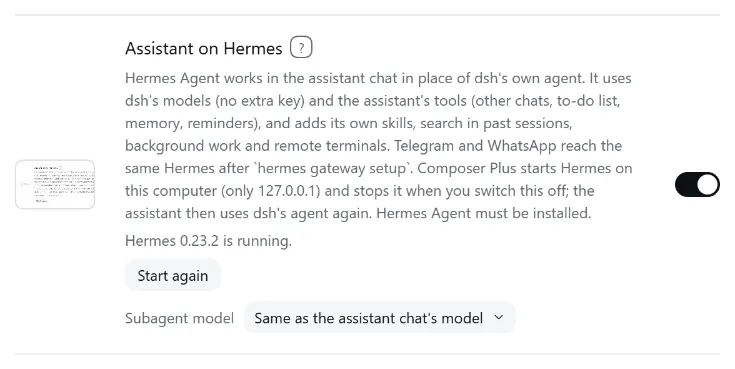 Assistant on Hermes ?
Hermes Agent works in the assistant chat in place of dsh's own agent. It uses
dsh's models (no extra key) and the assistant's tools (other chats, to-do list,
memory, reminders), and adds its own skills, search in past sessions,
background work and remote terminals. Telegram and WhatsApp reach the
same Hermes after `hermes gateway setup`. Composer Plus starts Hermes on
this computer (only 127.0.0.1) and stops it when you switch this off; the
assistant then uses dsh's agent again. Hermes Agent must be installed.
Hermes 0.23.2 is running.
Start again
Subagent model Same as the assistant chat's model